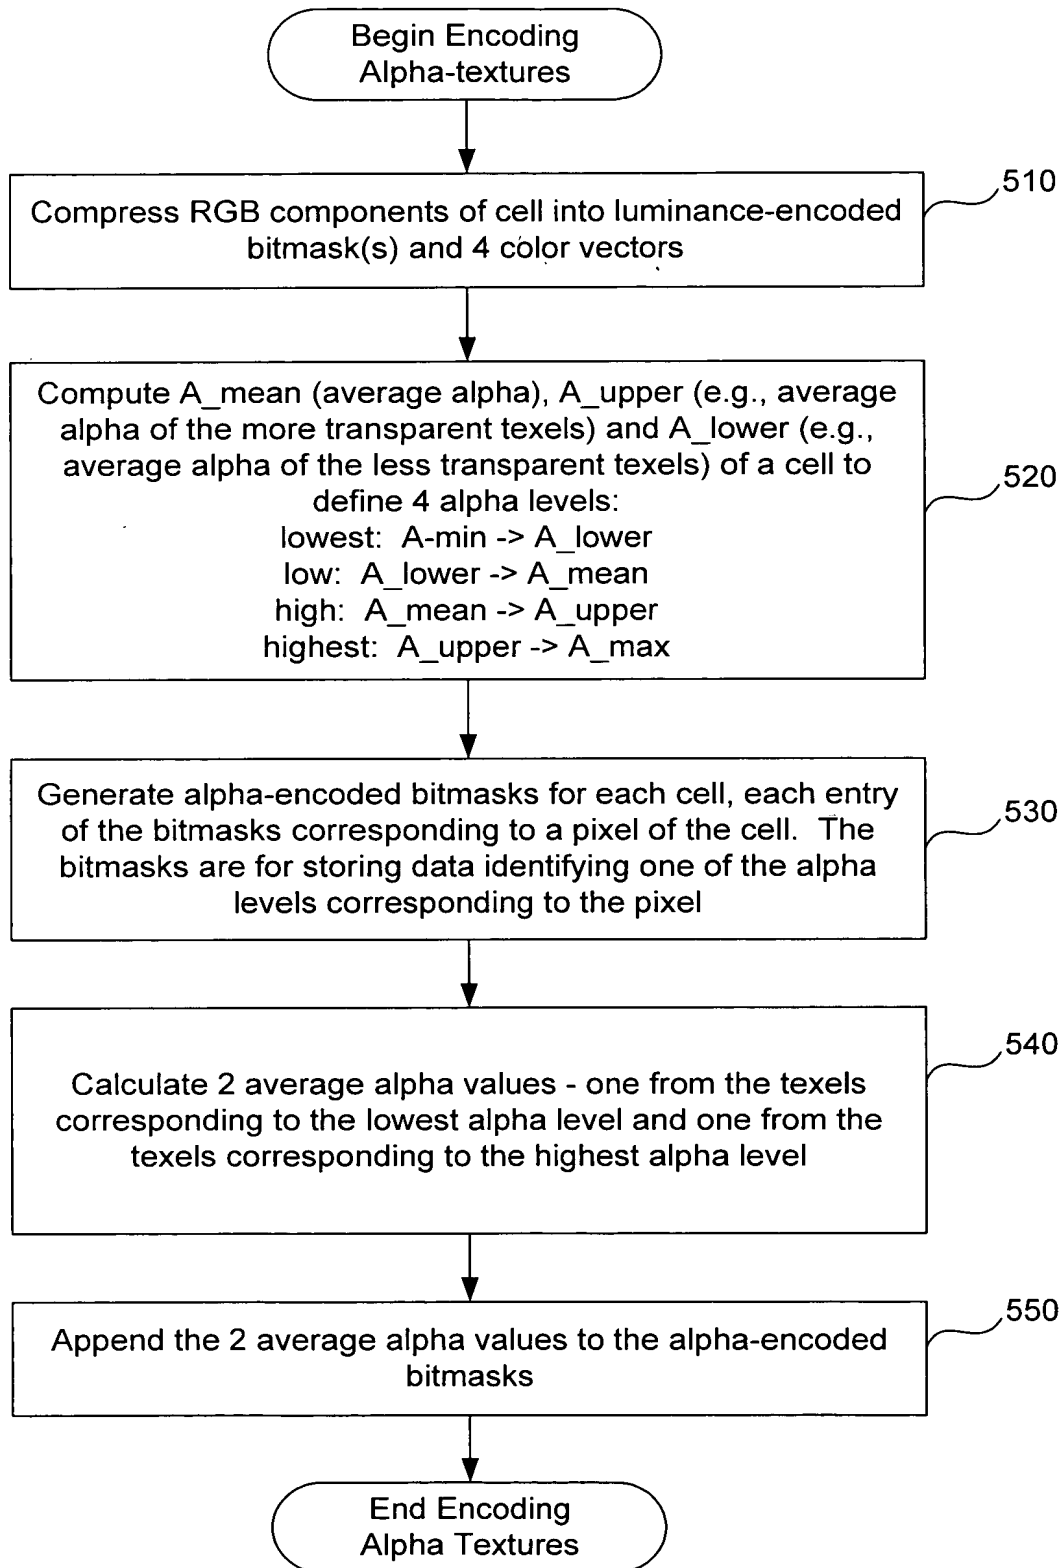 Begin Encoding
Alpha-textures
510
Compress RGB components of cell into luminance-encoded
bitmask(s) and 4 color vectors
Compute A_mean (average alpha), A_upper (e.g., average
alpha of the more transparent texels) and A_lower (e.g.,
average alpha of the less transparent texels) of a cell to
define 4 alpha levels:
lowest: A-min -> A_lower
low: A_lower -> A_mean
high: A_mean -> A_upper
highest: A_upper -> A_max
520
Generate alpha-encoded bitmasks for each cell, each entry
of the bitmasks corresponding to a pixel of the cell. The
bitmasks are for storing data identifying one of the alpha
levels corresponding to the pixel
530
540
Calculate 2 average alpha values - one from the texels
corresponding to the lowest alpha level and one from the
texels corresponding to the highest alpha level
550
Append the 2 average alpha values to the alpha-encoded
bitmasks
End Encoding
Alpha Textures